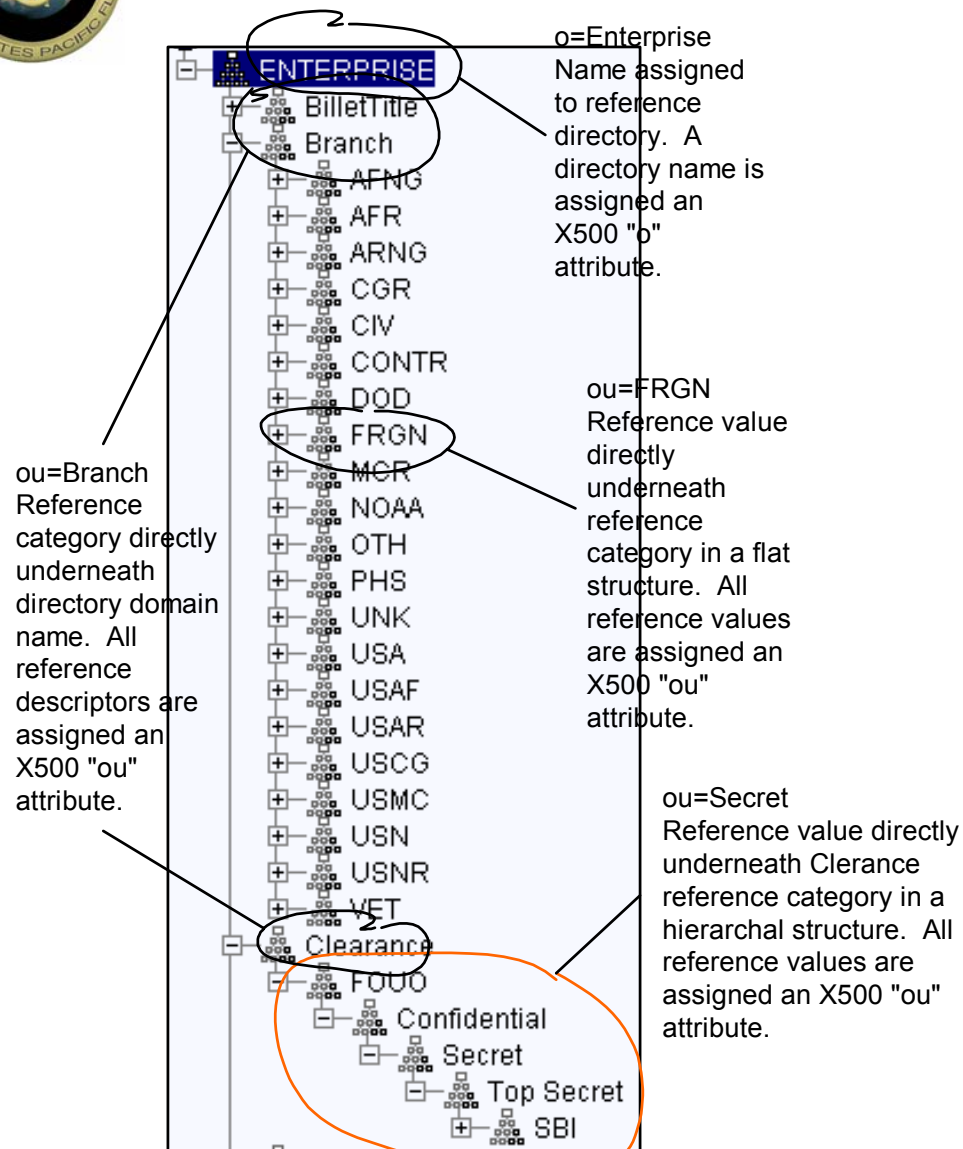 TES PACIFIC FL
o=Enterprise
Name assigned
to reference
directory. A
directory name is
assigned an
X500 "o"
attribute.
ENTERPRISE
BilletTitle
Branch
AFNG
AFR
ARNG
CGR
CIV
CONTR
DOD
FRGN
MCR
NOAA
OTH
PHS
UNK
USA
USAF
USAR
USCG
USMC
USN
USNR
VET
Clearance
FOUO
Confidential
Secret
Top Secret
SBI
ou=Branch
Reference
category directly
underneath
directory domain
name. All
reference
descriptors are
assigned an
X500 "ou"
attribute.
ou=FRGN
Reference value
directly
underneath
reference
category in a flat
structure. All
reference values
are assigned an
X500 "ou"
attribute.
ou=Secret
Reference value directly
underneath Clerance
reference category in a
hierarchal structure. All
reference values are
assigned an X500 "ou"
attribute.